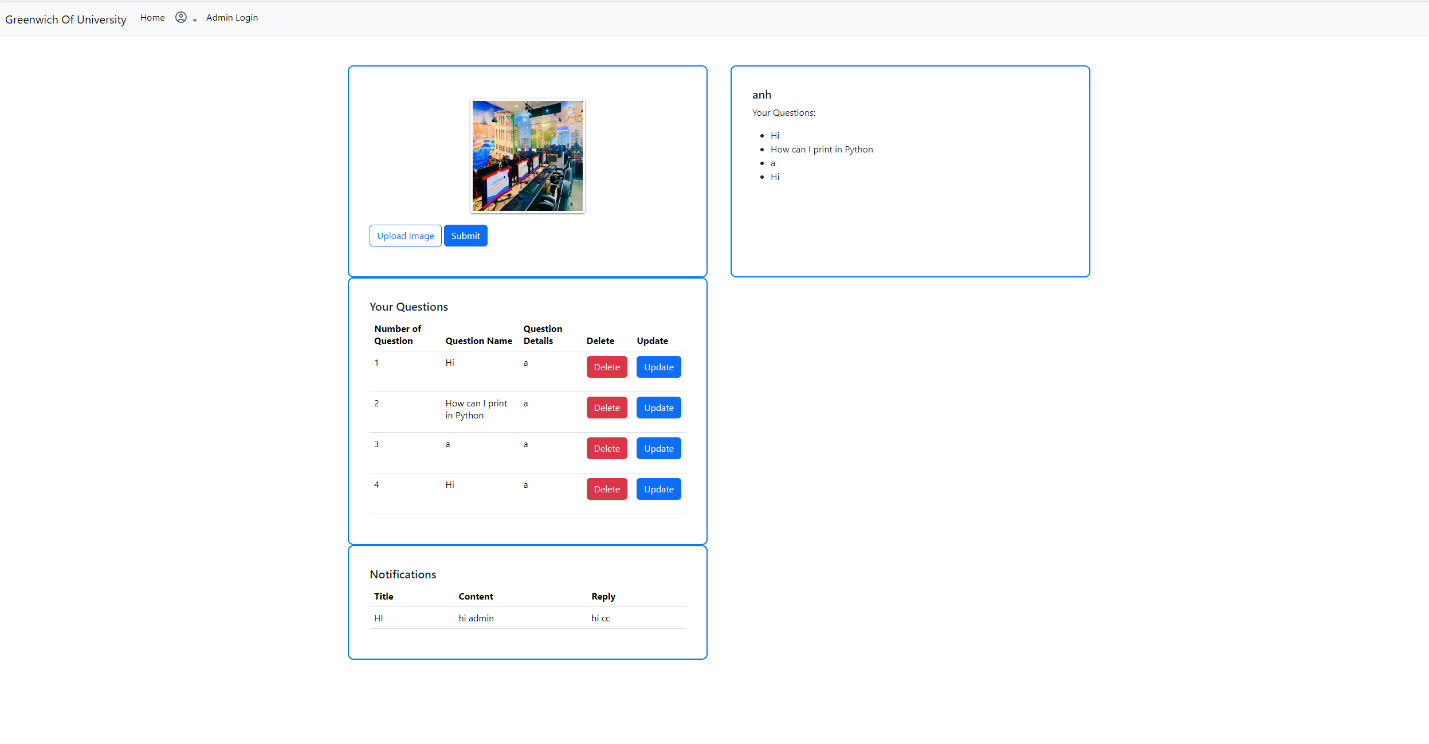 Greenwich Of University Home Admin Login
Upload Image Submit
anh
Your Questions:
Hi
How can I print in Python
a
Hi
Your Questions
Number of Question Question Name Question Details Delete Update
1 Hi a Delete Update
2 How can I print in Python a Delete Update
3 a a Delete Update
4 Hi a Delete Update
Notifications
Title Content Reply
HI hi admin hi cc